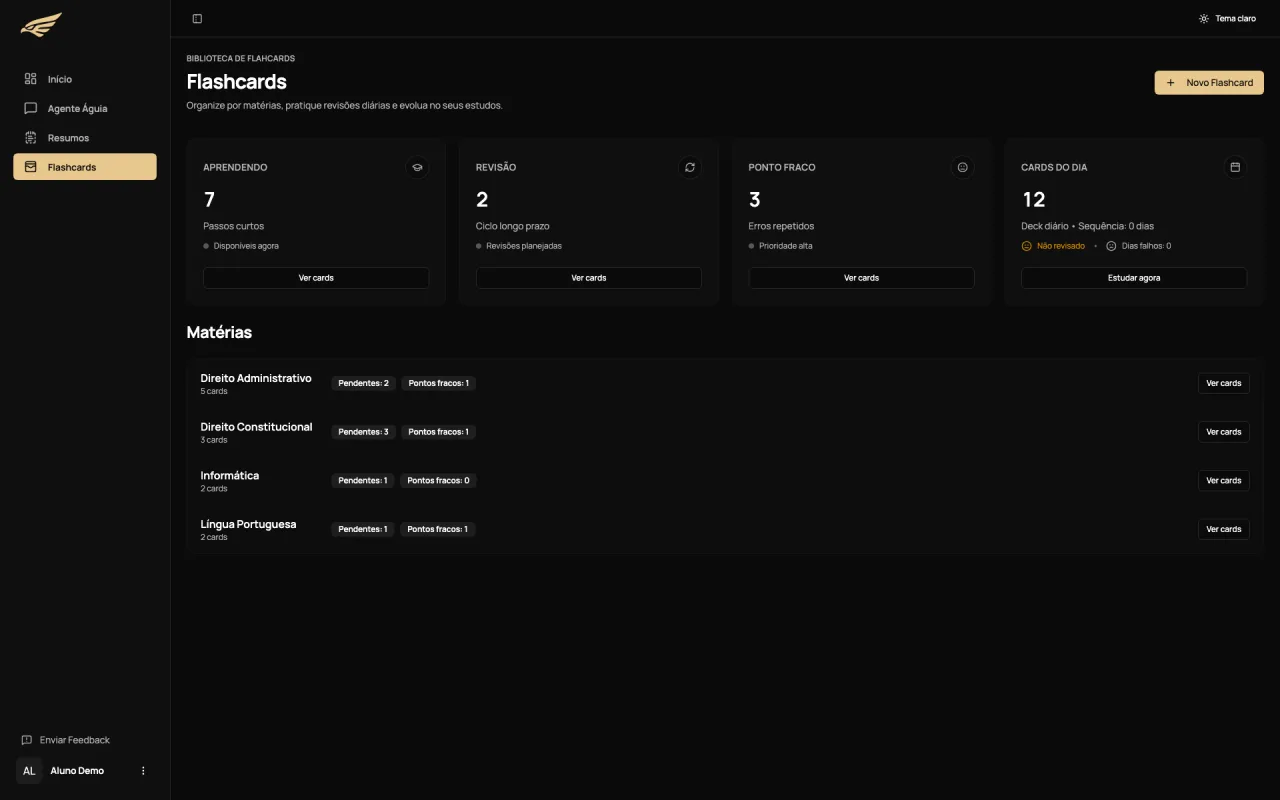 Início
Agente Águia
Resumos
Flashcards
Enviar Feedback
AL
Aluno Demo
Tema claro
BIBLIOTECA DE FLAHCARDS
Flashcards
Organize por matérias, pratique revisões diárias e evolua no seus estudos.
Novo Flashcard
APRENDENDO
7
Passos curtos
Disponíveis agora
Ver cards
REVISÃO
2
Ciclo longo prazo
Revisões planejadas
Ver cards
PONTO FRACO
3
Erros repetidos
Prioridade alta
Ver cards
CARDS DO DIA
12
Deck diário • Sequência: 0 dias
Não revisado • Dias falhos: 0
Estudar agora
Matérias
Direito Administrativo
5 cards
Pendentes: 2 Pontos fracos: 1
Ver cards
Direito Constitucional
3 cards
Pendentes: 3 Pontos fracos: 1
Ver cards
Informática
2 cards
Pendentes: 1 Pontos fracos: 0
Ver cards
Língua Portuguesa
2 cards
Pendentes: 1 Pontos fracos: 1
Ver cards